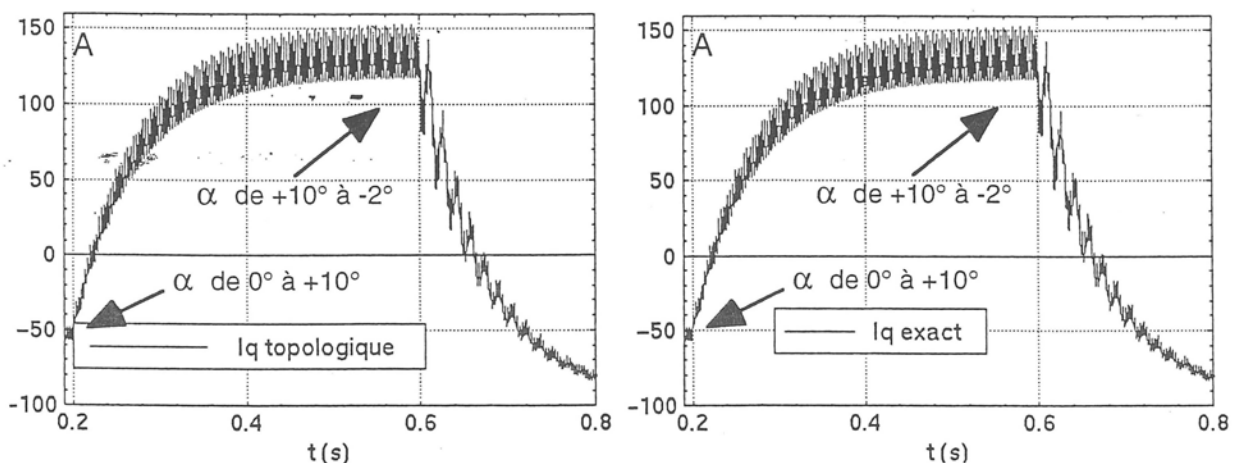 150
A
100
α de +10° à -2°
50
0
α de 0° à +10°
-50
Iq topologique
-100
0.2 0.4 0.6 0.8
t(s)
150
A
100
α de +10° à -2°
50
0
α de 0° à +10°
-50
Iq exact
-100
0.2 0.4 0.6 0.8
t(s)